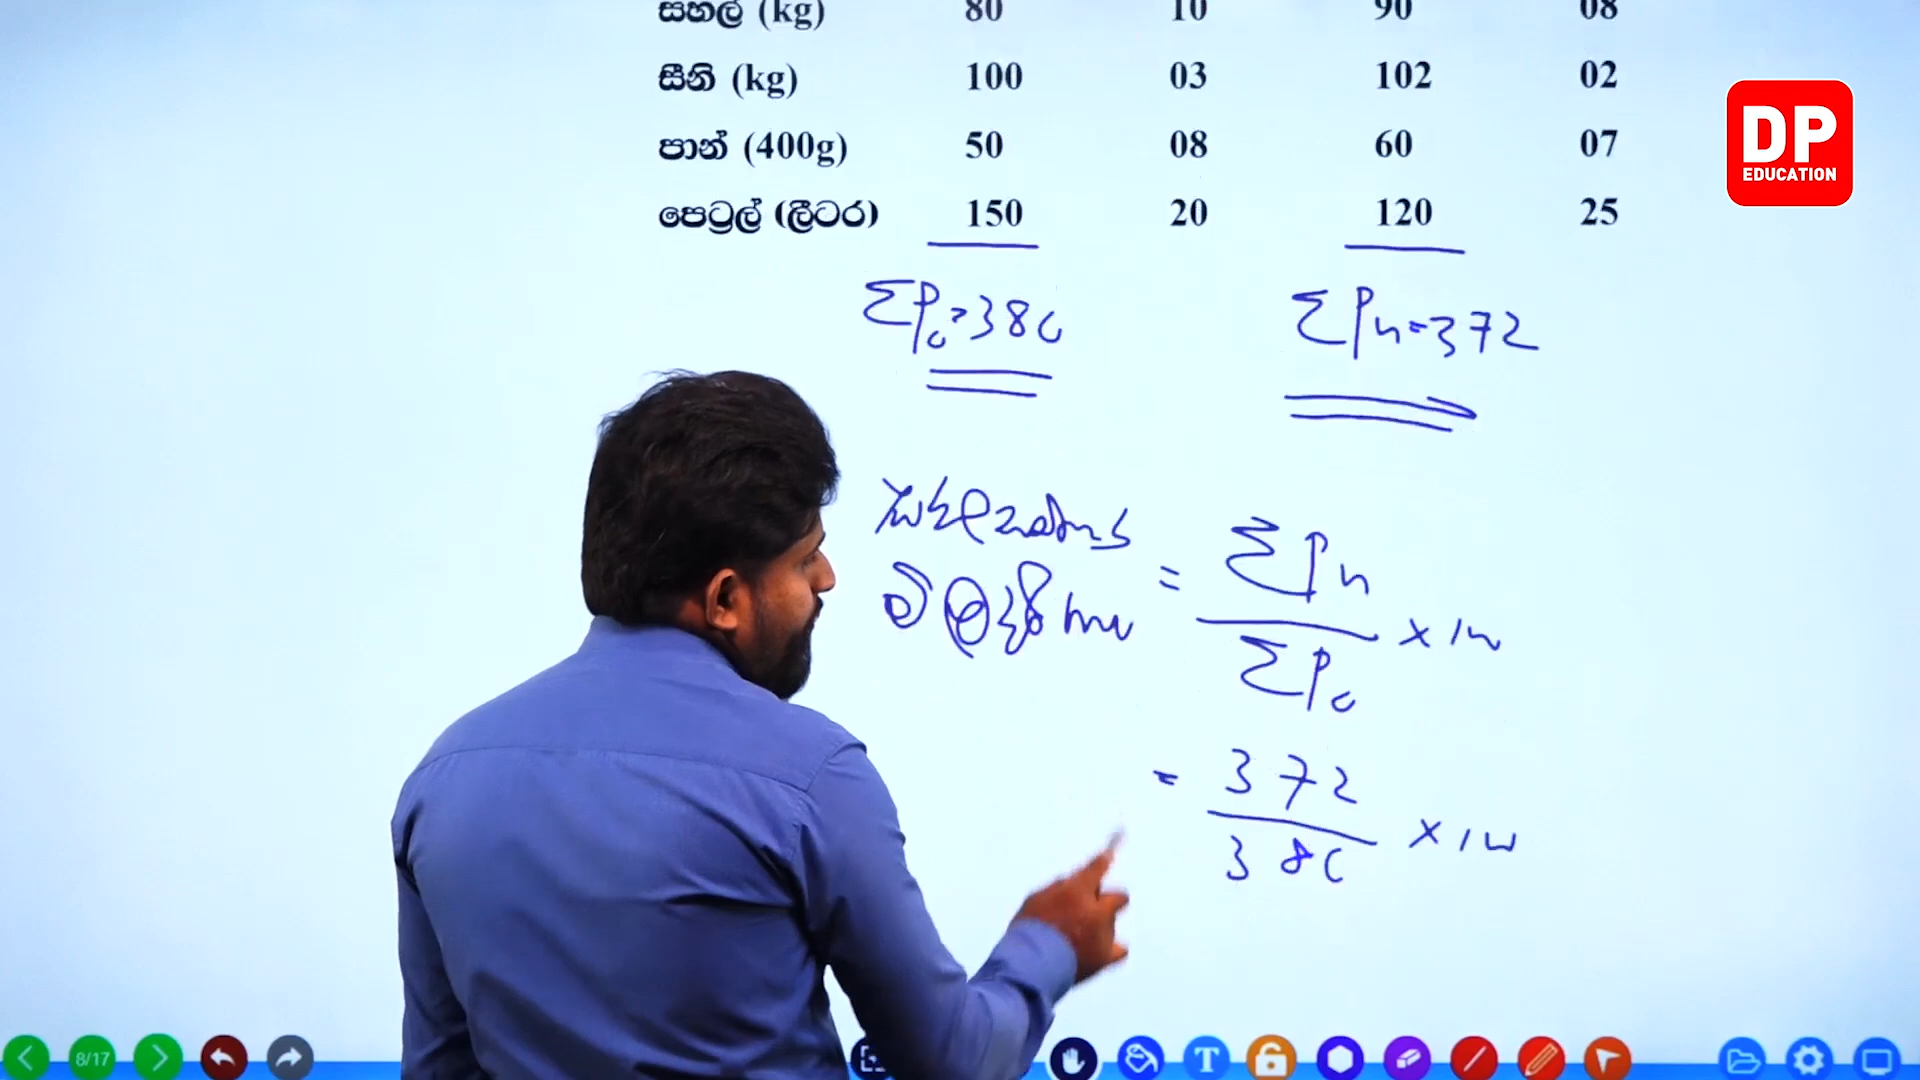 සහල් (kg) 80 10 90 08
සීනි (kg) 100 03 102 02
පාන් (400g) 50 08 60 07
පෙට්‍රල් (ලීටර) 150 20 120 25
DP
EDUCATION
ΣP₀=380
ΣPn=372
= ΣPn
ΣP₀
× 100
= 372
380
× 100
8/17
T